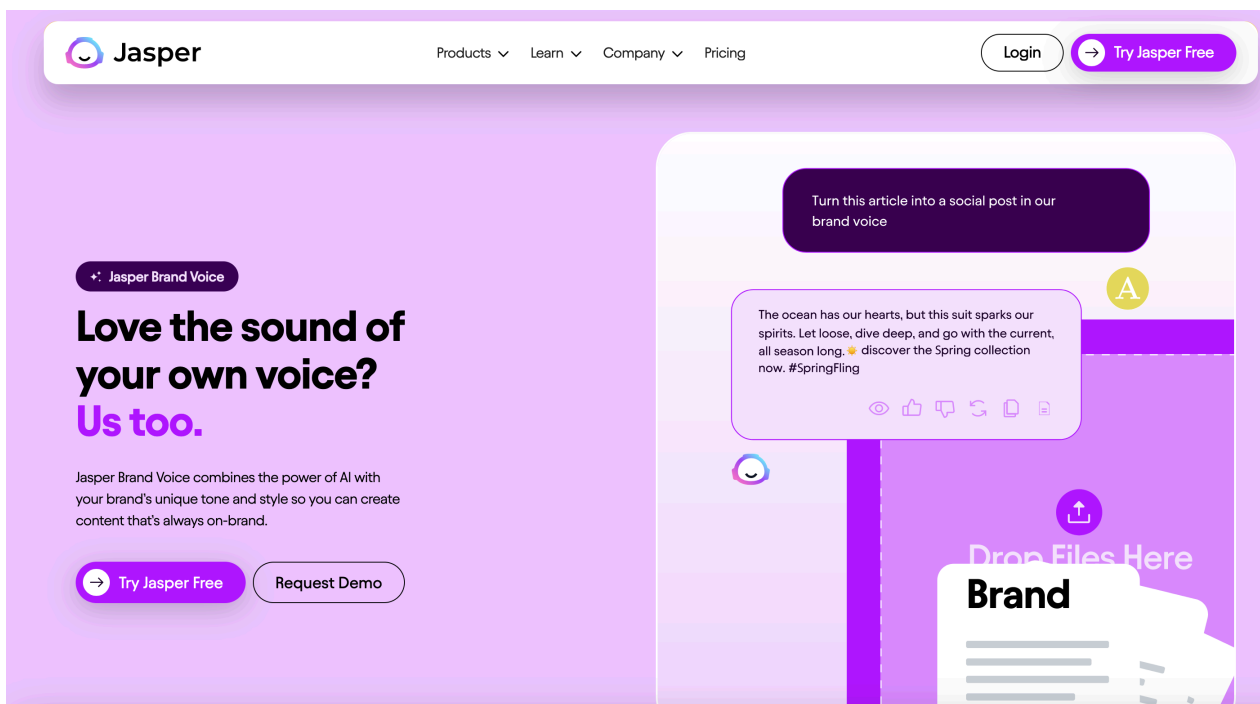 Jasper
Products
Learn
Company
Pricing
Login
Try Jasper Free
Jasper Brand Voice
Love the sound of
your own voice?
Us too.
Jasper Brand Voice combines the power of AI with
your brand's unique tone and style so you can create
content that's always on-brand.
Try Jasper Free
Request Demo
Turn this article into a social post in our
brand voice
A
The ocean has our hearts, but this suit sparks our
spirits. Let loose, dive deep, and go with the current,
all season long.☀️ discover the Spring collection
now. #SpringFling
Drop Files Here
Brand